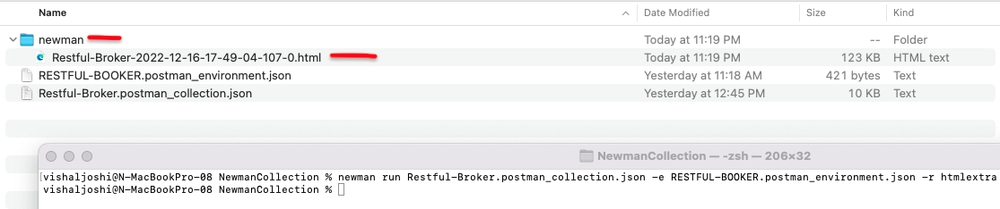 Name Date Modified Size Kind
newman Today at 11:19 PM -- Folder
Restful-Broker-2022-12-16-17-49-04-107-0.html Today at 11:19 PM 123 KB HTML text
RESTFUL-BOOKER.postman_environment.json Yesterday at 11:18 AM 421 bytes Text
Restful-Broker.postman_collection.json Yesterday at 12:45 PM 10 KB Text
NewmanCollection — -zsh — 206×32
[vishaljoshi@N-MacBookPro-08 NewmanCollection % newman run Restful-Broker.postman_collection.json -e RESTFUL-BOOKER.postman_environment.json -r htmlextra
vishaljoshi@N-MacBookPro-08 NewmanCollection %